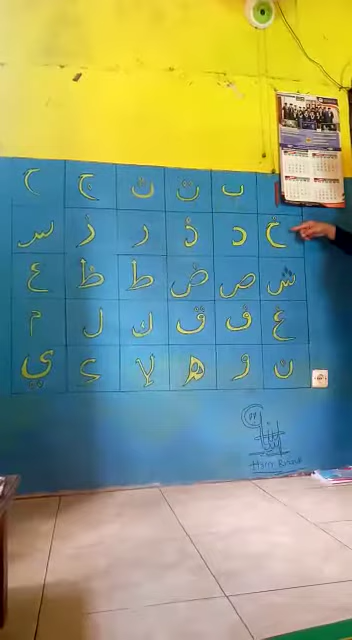 ا ب ت ث ج ح
خ د ذ ر ز س
ش ص ض ط ظ ع
غ ف ق ك ل م
ن و ه لا ء ي